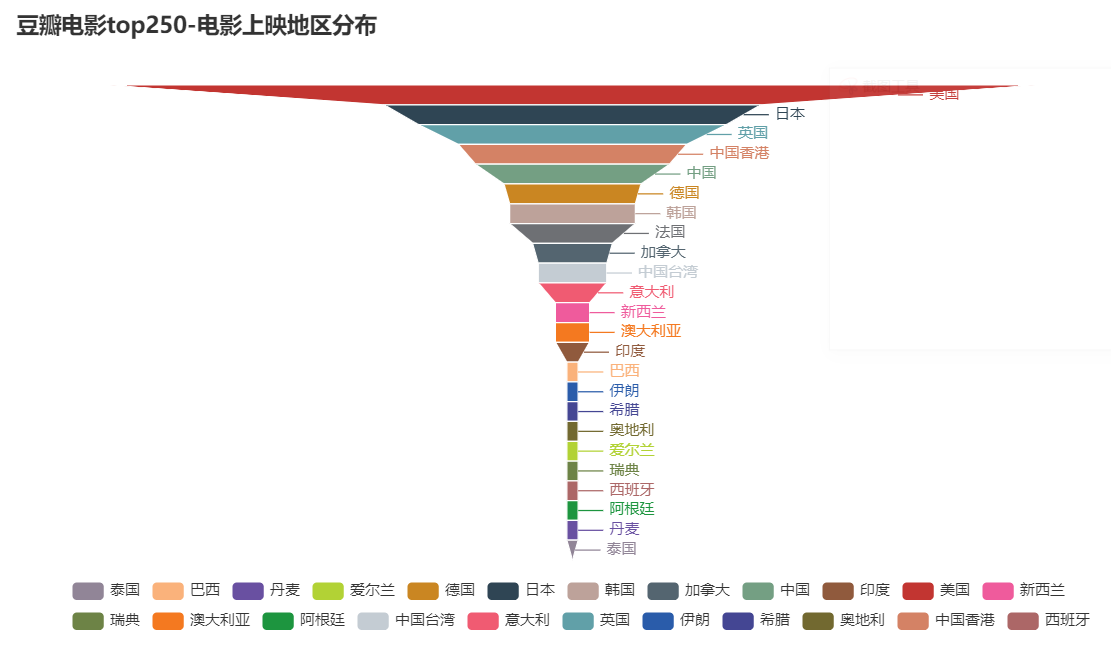 豆瓣电影top250-电影上映地区分布
美国
日本
英国
中国香港
中国
德国
韩国
法国
加拿大
中国台湾
意大利
新西兰
澳大利亚
印度
巴西
伊朗
希腊
奥地利
爱尔兰
瑞典
西班牙
阿根廷
丹麦
泰国
泰国 巴西 丹麦 爱尔兰 德国 日本 韩国 加拿大 中国 印度 美国 新西兰
瑞典 澳大利亚 阿根廷 中国台湾 意大利 英国 伊朗 希腊 奥地利 中国香港 西班牙